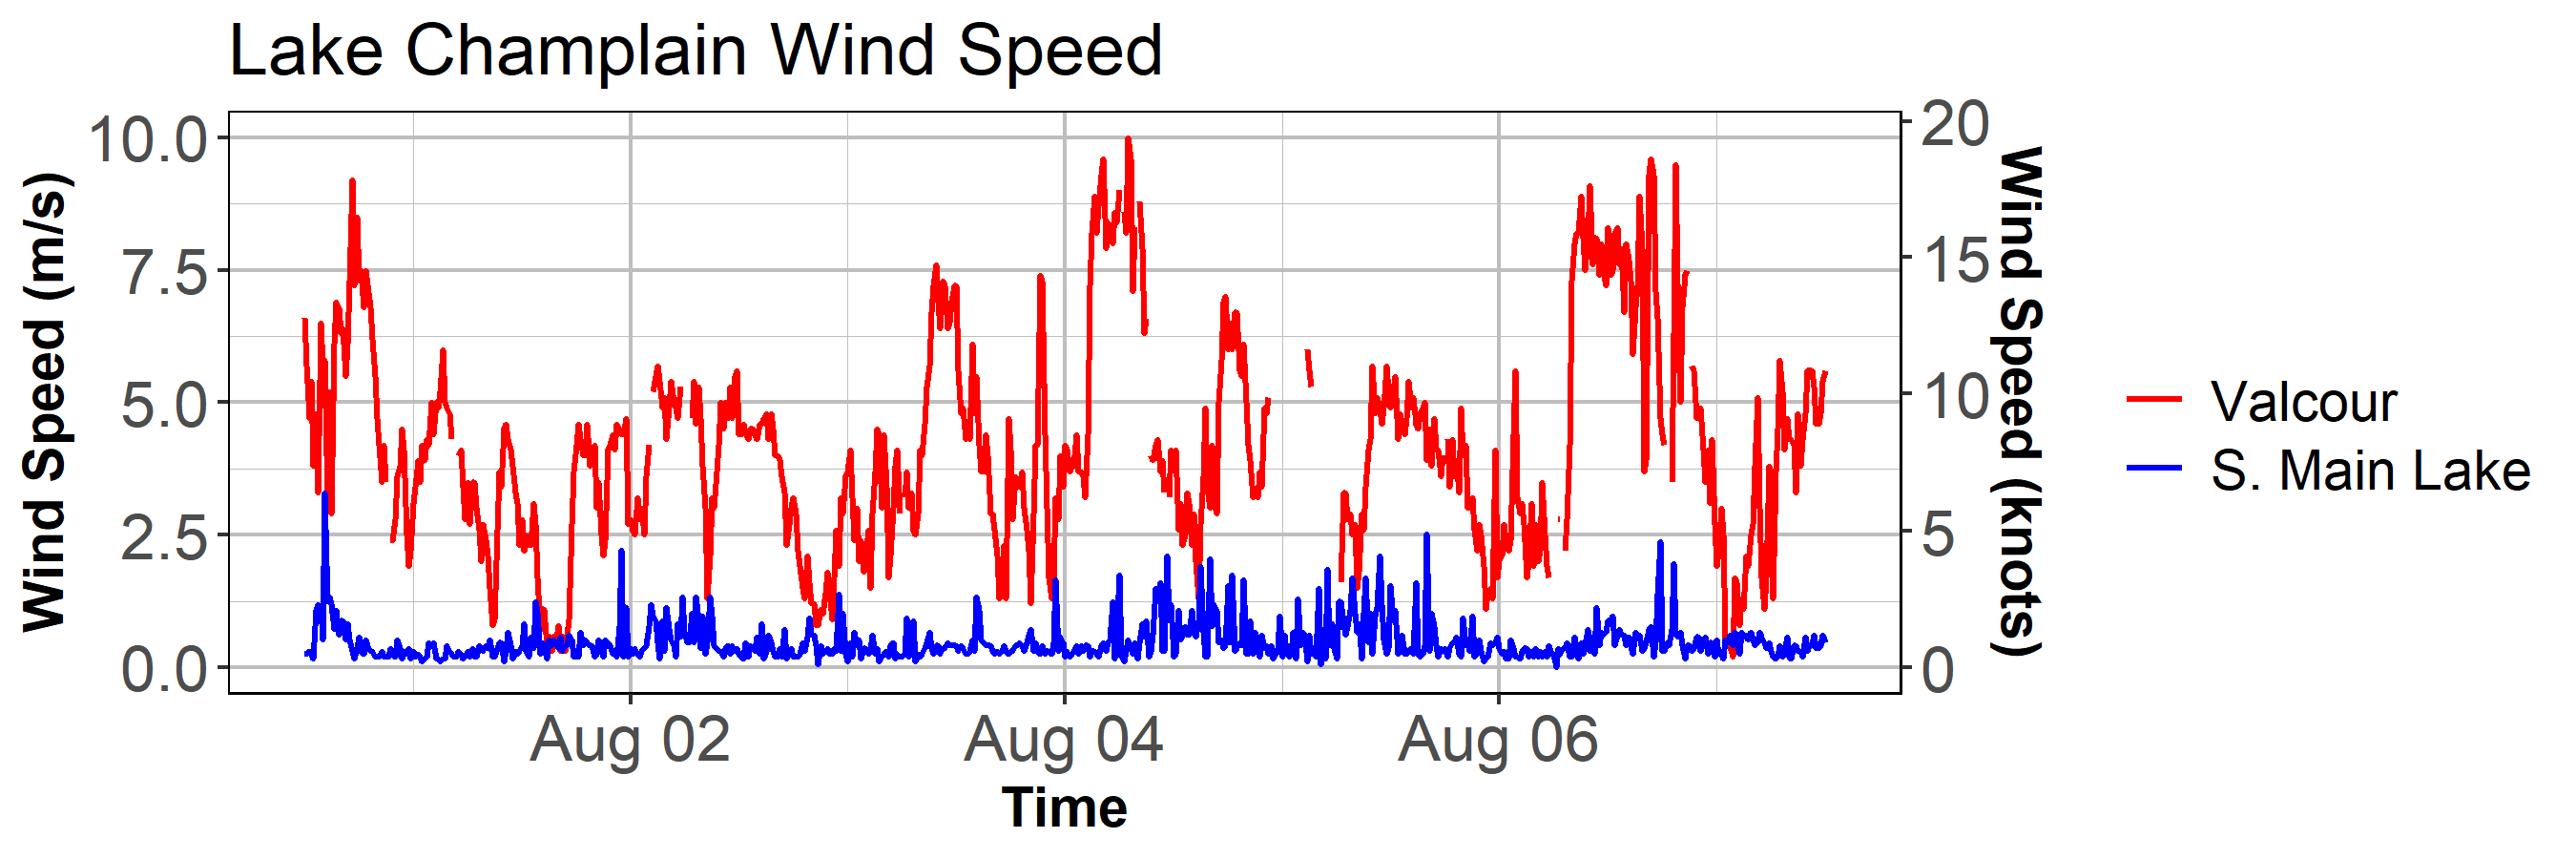 Lake Champlain Wind Speed
Wind Speed (m/s)
10.0
7.5
5.0
2.5
0.0
20
15
10
5
0
Wind Speed (knots)
Aug 02
Aug 04
Aug 06
Time
Valcour
S. Main Lake